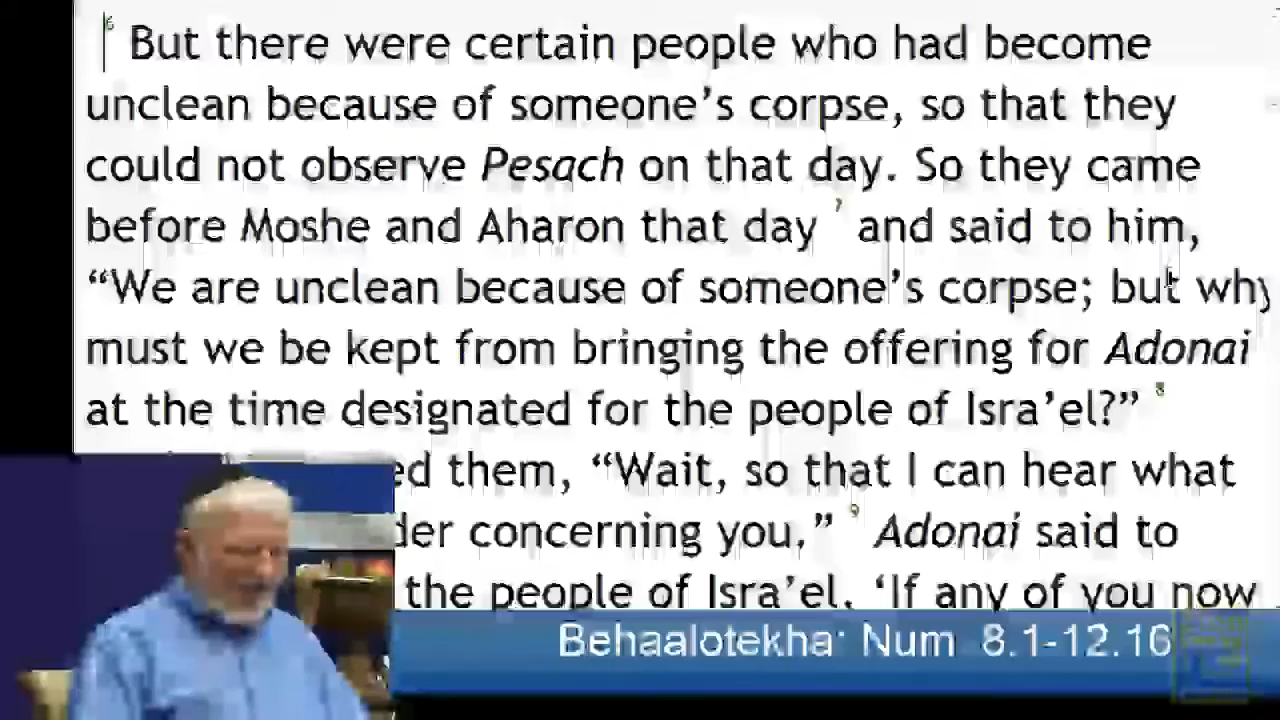 6 But there were certain people who had become
unclean because of someone’s corpse, so that they
could not observe Pesach on that day. So they came
before Moshe and Aharon that day 7 and said to him,
“We are unclean because of someone’s corpse; but why
must we be kept from bringing the offering for Adonai
at the time designated for the people of Isra’el?” 8
them, “Wait, so that I can hear what
concerning you.” 9 Adonai said to
the people of Isra’el, ‘If any of you now
Behaalotekha: Num 8.1-12.16